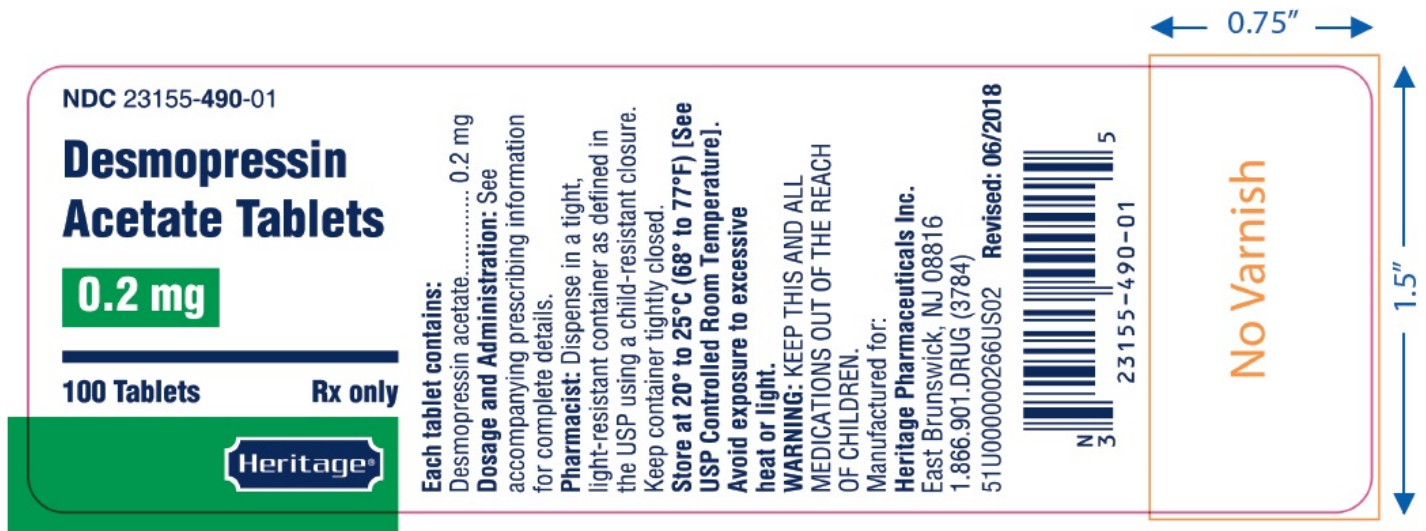 NDC 23155-490-01
Desmopressin
Acetate Tablets
0.2 mg
100 Tablets Rx only
Heritage®
Each tablet contains:
Desmopressin acetate................ 0.2 mg
Dosage and Administration: See
accompanying prescribing information
for complete details.
Pharmacist: Dispense in a tight,
light-resistant container as defined in
the USP using a child-resistant closure.
Keep container tightly closed.
Store at 20° to 25°C (68° to 77°F) [See
USP Controlled Room Temperature].
Avoid exposure to excessive
heat or light.
WARNING: KEEP THIS AND ALL
MEDICATIONS OUT OF THE REACH
OF CHILDREN.
Manufactured for:
Heritage Pharmaceuticals Inc.
East Brunswick, NJ 08816
1.866.901.DRUG (3784)
51U000000266US02 Revised: 06/2018
N
3 23155-490-01 5
No Varnish
0.75”
1.5”